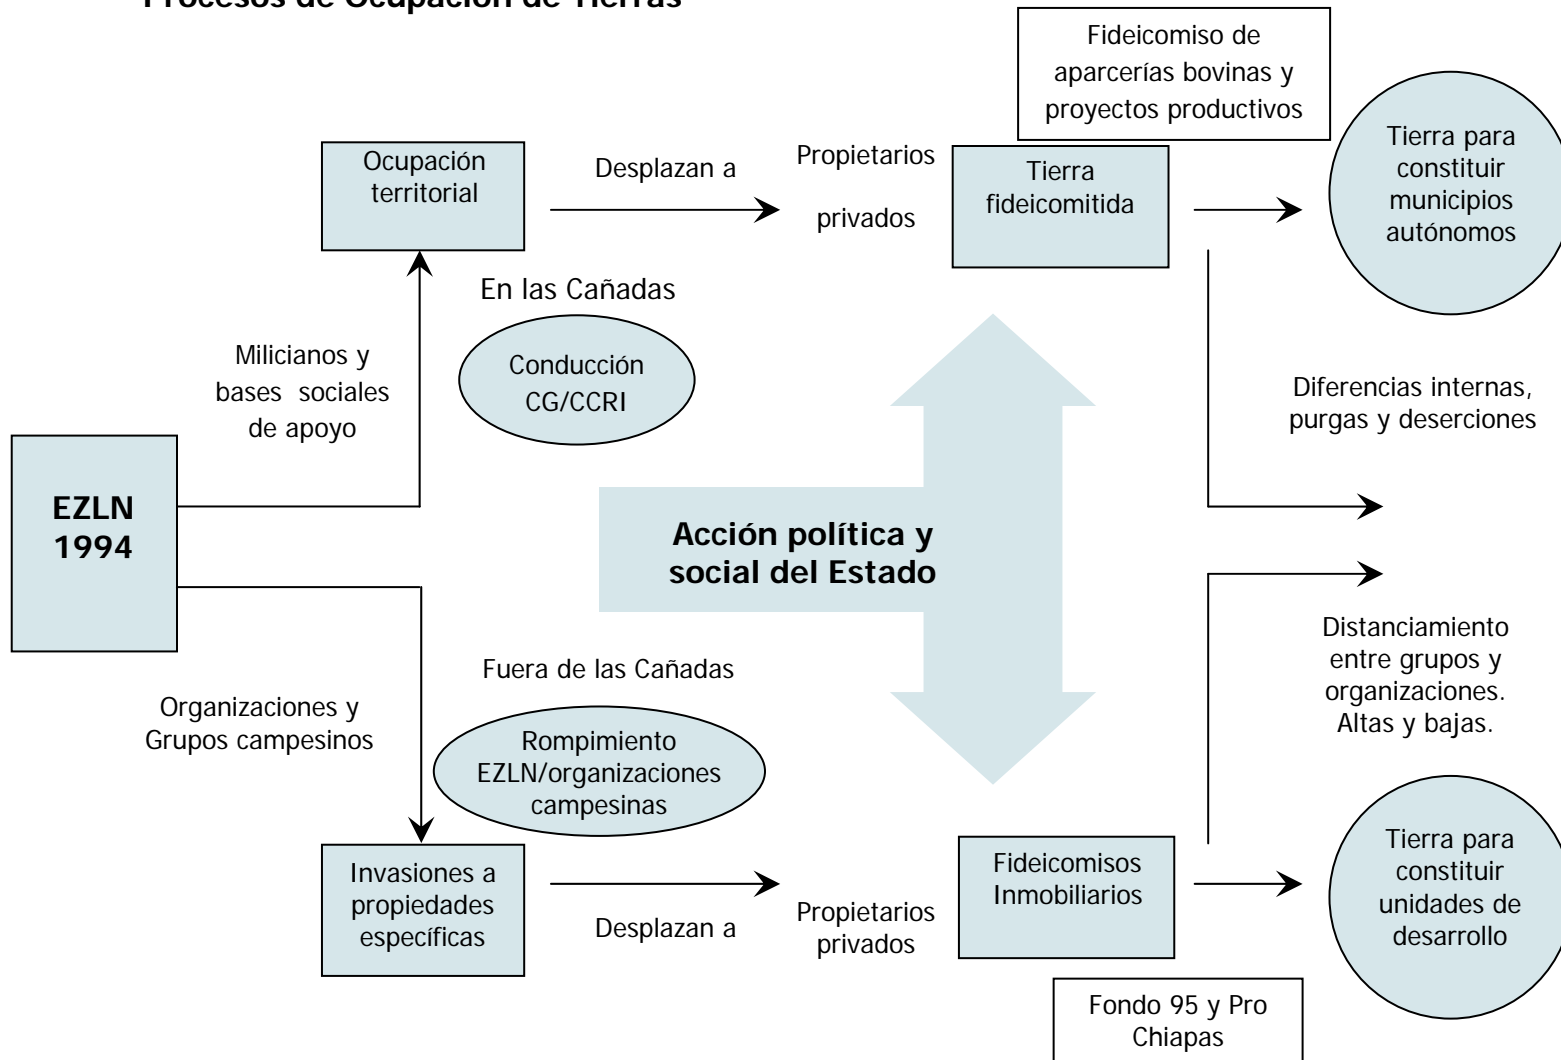 Procesos de Ocupación de Tierras
Fideicomiso de
aparcerías bovinas y
proyectos productivos
Ocupación
territorial
Desplazan a
Propietarios
privados
Tierra
fideicomitida
Tierra para
constituir
municipios
autónomos
En las Cañadas
Conducción
CG/CCRI
Milicianos y
bases sociales
de apoyo
Diferencias internas,
purgas y deserciones
EZLN
1994
Acción política y
social del Estado
Fuera de las Cañadas
Organizaciones y
Grupos campesinos
Rompimiento
EZLN/organizaciones
campesinas
Distanciamiento
entre grupos y
organizaciones.
Altas y bajas.
Invasiones a
propiedades
específicas
Desplazan a
Propietarios
privados
Fideicomisos
Inmobiliarios
Tierra para
constituir
unidades de
desarrollo
Fondo 95 y Pro
Chiapas